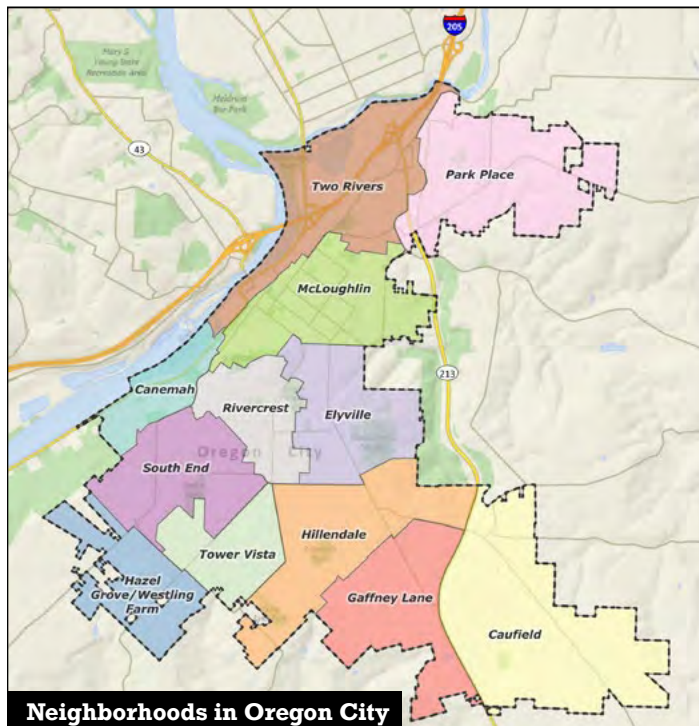 205
Mary S
Young State
Recreation Area
Meldrum
Bar Park
43
Two Rivers
Park Place
McLoughlin
213
Canemah
Rivercrest
Elyville
Oregon City
South End
Hillendale
Tower Vista
Hazel
Grove/Westling
Farm
Gaffney Lane
Caufield
Neighborhoods in Oregon City